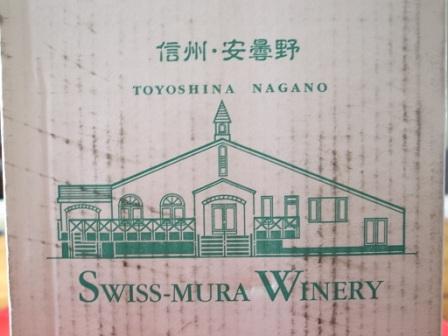 信州・安曇野
TOYOSHINA NAGANO
SWISS-MURA WINERY